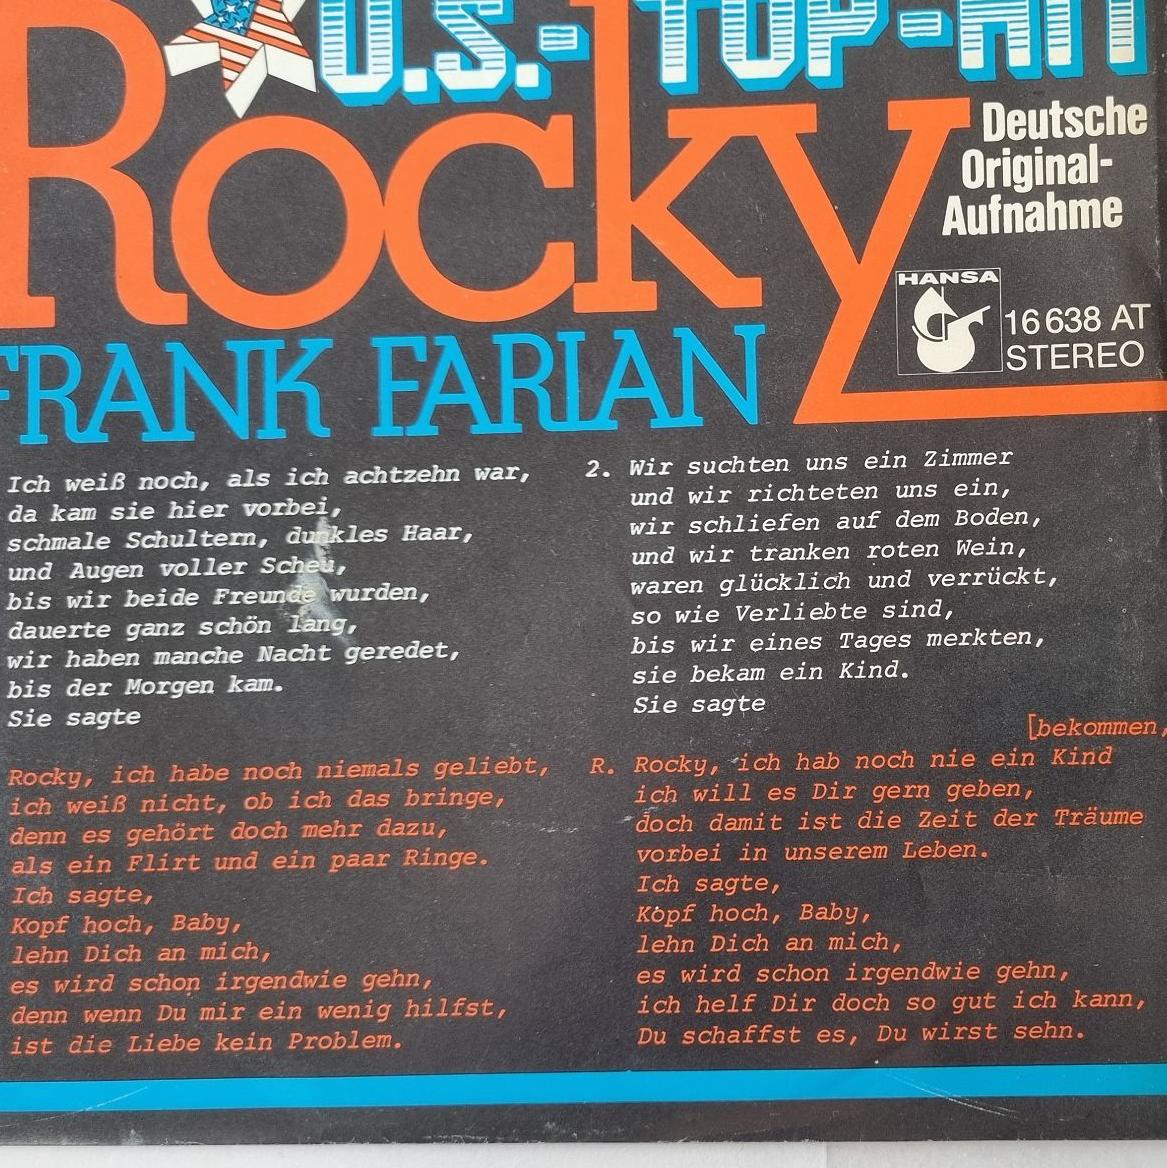 U.S.-TOP-HIT
Rocky
Deutsche
Original-
Aufnahme
HANSA
16 638 AT
STEREO
FRANK FARIAN
Ich weiß noch, als ich achtzehn war,
da kam sie hier vorbei,
schmale Schultern, dunkles Haar,
und Augen voller Scheu,
bis wir beide Freunde wurden,
dauerte ganz schön lang,
wir haben manche Nacht geredet,
bis der Morgen kam.
Sie sagte
Rocky, ich habe noch niemals geliebt,
ich weiß nicht, ob ich das bringe,
denn es gehört doch mehr dazu,
als ein Flirt und ein paar Ringe.
Ich sagte,
Kopf hoch, Baby,
lehn Dich an mich,
es wird schon irgendwie gehn,
denn wenn Du mir ein wenig hilfst,
ist die Liebe kein Problem.
2. Wir suchten uns ein Zimmer
und wir richteten uns ein,
wir schliefen auf dem Boden,
und wir tranken roten Wein,
waren glücklich und verrückt,
so wie Verliebte sind,
bis wir eines Tages merkten,
sie bekam ein Kind.
Sie sagte
[bekommen,
R. Rocky, ich hab noch nie ein Kind
ich will es Dir gern geben,
doch damit ist die Zeit der Träume
vorbei in unserem Leben.
Ich sagte,
Kopf hoch, Baby,
lehn Dich an mich,
es wird schon irgendwie gehn,
ich helf Dir doch so gut ich kann,
Du schaffst es, Du wirst sehn.